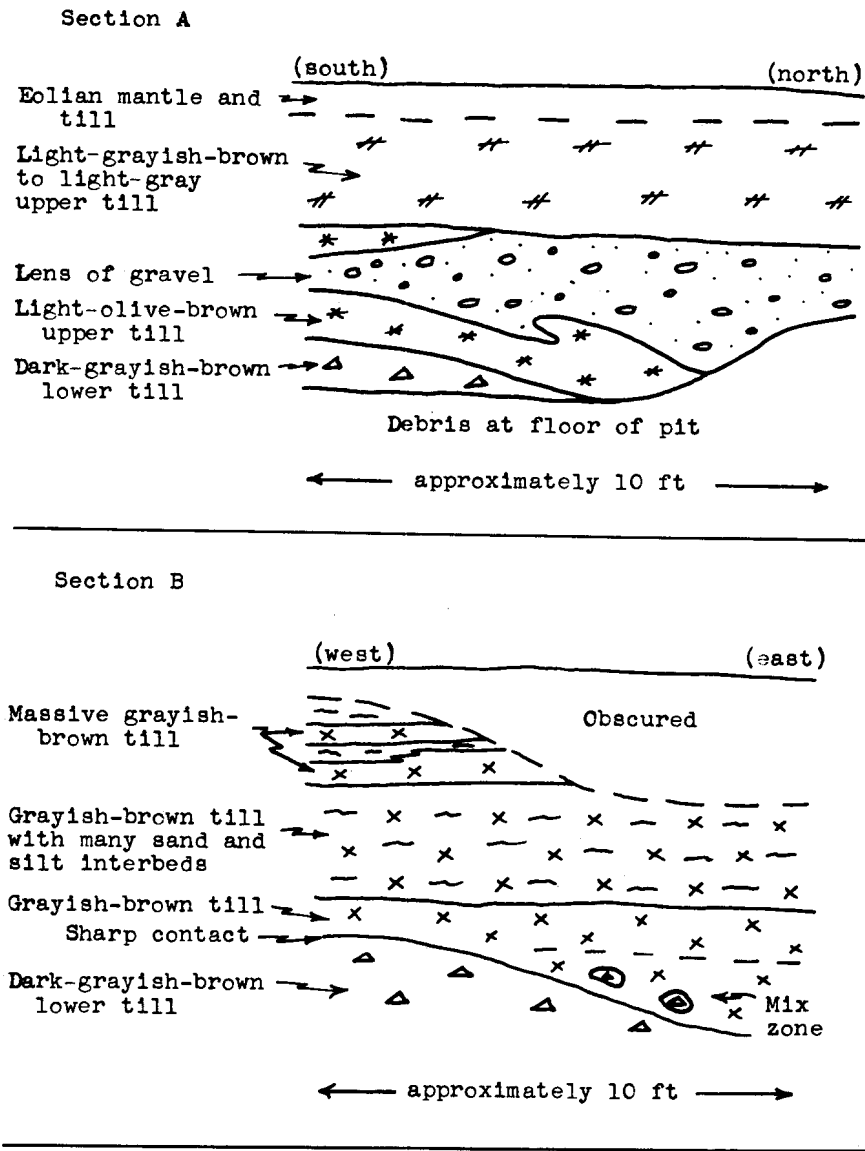 Section A
(south)
(north)
Eolian mantle and
till
Light-grayish-brown
to light-gray
upper till
Lens of gravel
Light-olive-brown
upper till
Dark-grayish-brown
lower till
Debris at floor of pit
approximately 10 ft
Section B
(west)
(east)
Massive grayish-
brown till
Obscured
Grayish-brown till
with many sand and
silt interbeds
Grayish-brown till
Sharp contact
Dark-grayish-brown
lower till
Mix
zone
approximately 10 ft